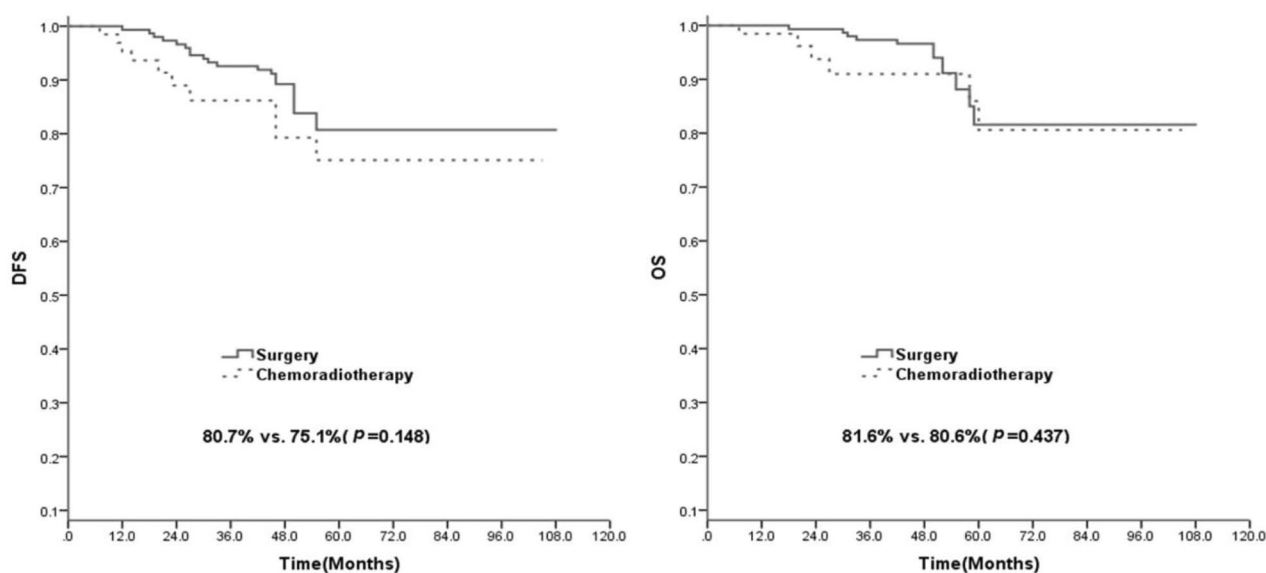 1.0
0.9
0.8
0.7
0.6
0.5
0.4
0.3
0.2
0.1
DFS
Surgery
Chemoradiotherapy
80.7% vs. 75.1%( P=0.148)
.0 12.0 24.0 36.0 48.0 60.0 72.0 84.0 96.0 108.0 120.0
Time(Months)
1.0
0.9
0.8
0.7
0.6
0.5
0.4
0.3
0.2
0.1
OS
Surgery
Chemoradiotherapy
81.6% vs. 80.6%( P=0.437)
.0 12.0 24.0 36.0 48.0 60.0 72.0 84.0 96.0 108.0 120.0
Time(Months)